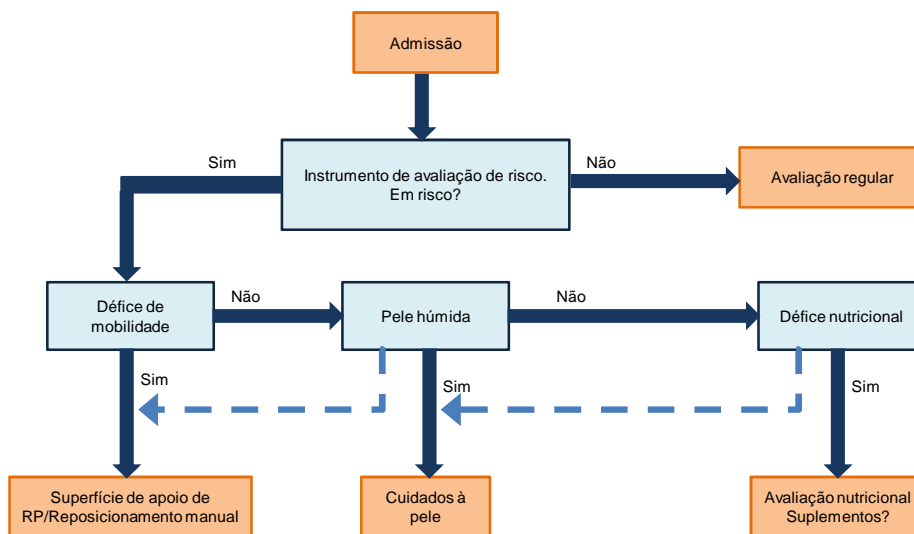 Admissão
Sim
Não
Instrumento de avaliação de risco.
Em risco?
Avaliação regular
Défice de
mobilidade
Não
Pele húmida
Não
Défice nutricional
Sim
Sim
Sim
Superfície de apoio de
RP/Reposicionamento manual
Cuidados à
pele
Avaliação nutricional
Suplementos?